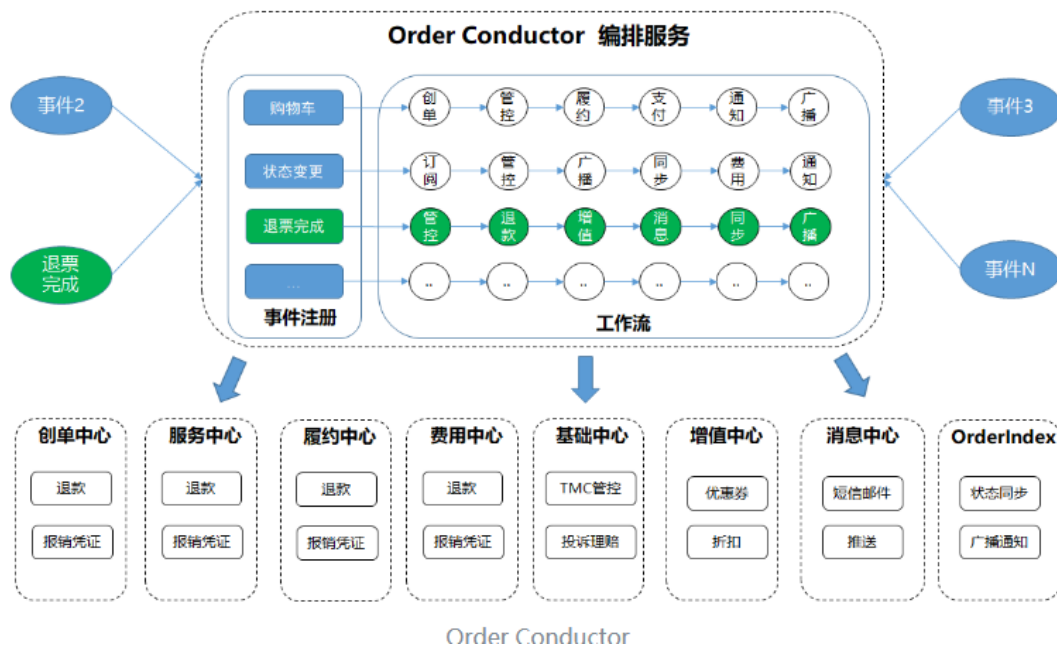 Order Conductor 编排服务
事件2
退票
完成
购物车
创单
管控
履约
支付
通知
广播
状态变更
订阅
管控
广播
同步
费用
通知
退票完成
管控
退款
增值
消息
同步
广播
...
..
..
..
..
..
..
事件注册
工作流
事件3
事件N
创单中心
退款
报销凭证
服务中心
退款
报销凭证
履约中心
退款
报销凭证
费用中心
退款
报销凭证
基础中心
TMC管控
投诉理赔
增值中心
优惠券
折扣
消息中心
短信邮件
推送
OrderIndex
状态同步
广播通知
Order Conductor